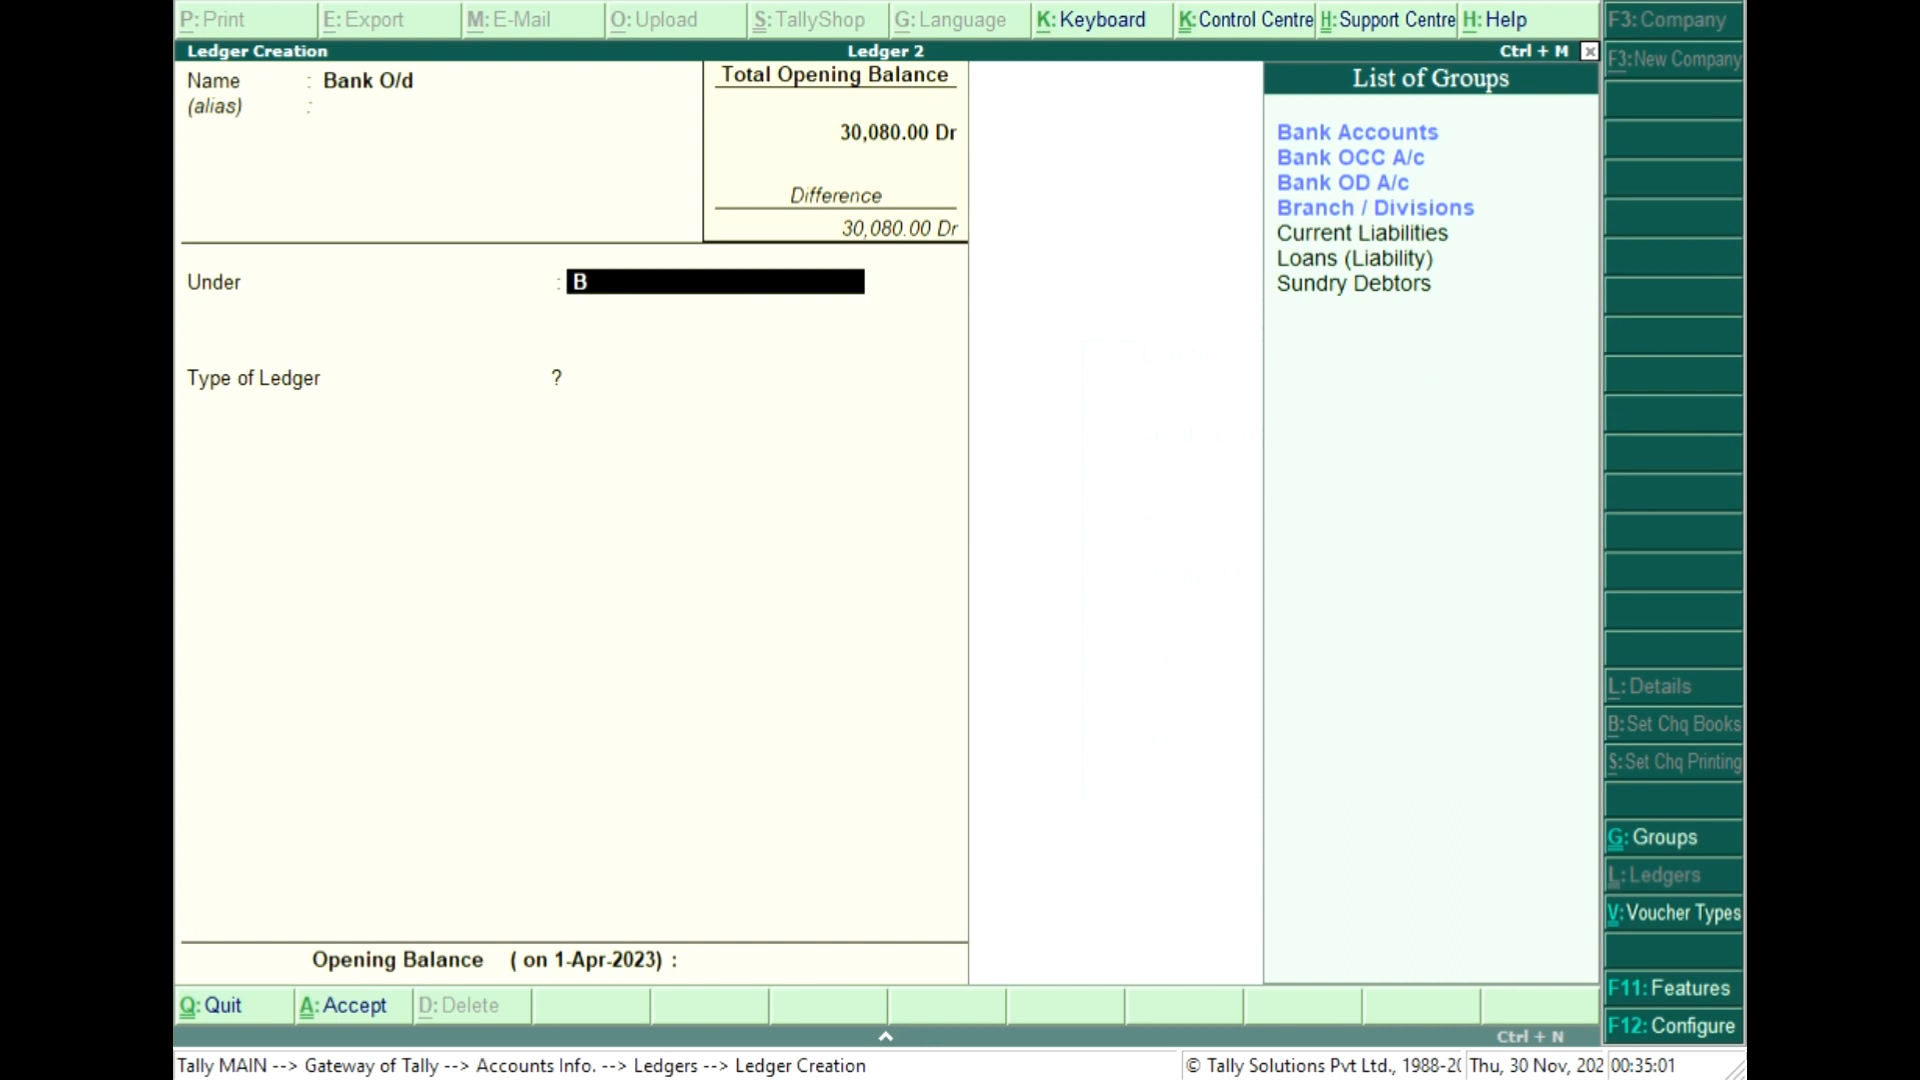 P: Print E: Export M: E-Mail O: Upload S: TallyShop G: Language K: Keyboard K: Control Centre H: Support Centre H: Help F3: Company
Ledger Creation Ledger 2 Ctrl + M
F3: New Company
Name : Bank O/d
(alias) :
Total Opening Balance
30,080.00 Dr
Difference
30,080.00 Dr
Under : B
Type of Ledger ?
Opening Balance ( on 1-Apr-2023) :
List of Groups
Bank Accounts
Bank OCC A/c
Bank OD A/c
Branch / Divisions
Current Liabilities
Loans (Liability)
Sundry Debtors
L: Details
B: Set Chq Books
S: Set Chq Printing
G: Groups
L: Ledgers
V: Voucher Types
F11: Features
F12: Configure
Q: Quit A: Accept D: Delete
Ctrl + N
Tally MAIN --> Gateway of Tally --> Accounts Info. --> Ledgers --> Ledger Creation © Tally Solutions Pvt Ltd., 1988-20 Thu, 30 Nov, 202 00:35:01